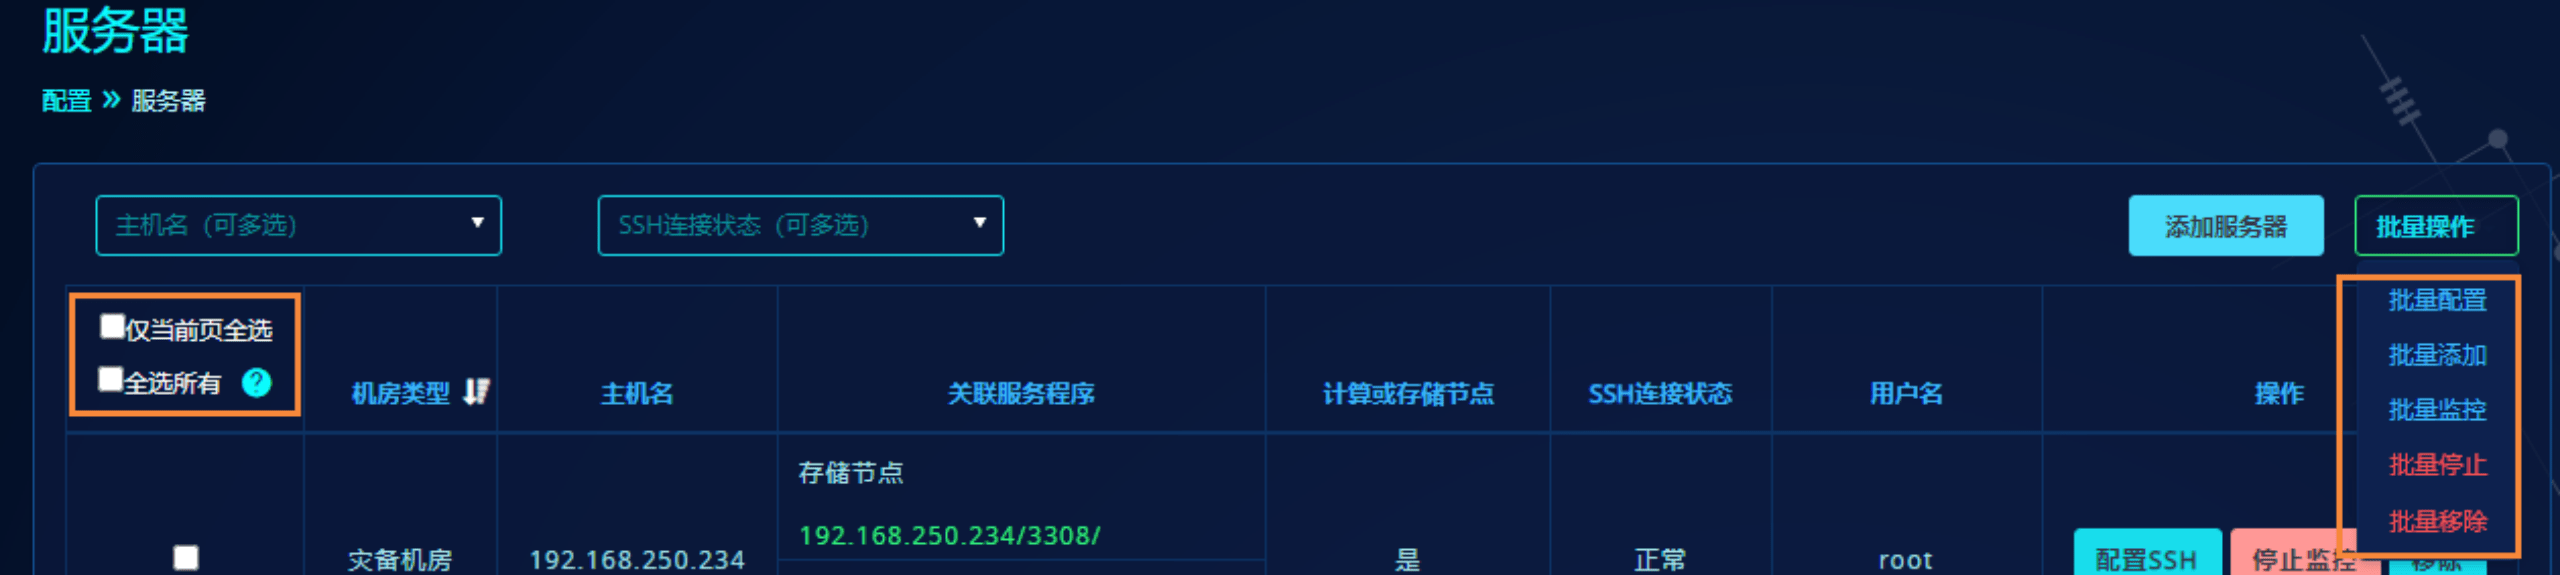 服务器
配置 » 服务器
主机名（可多选）
SSH连接状态（可多选）
添加服务器
批量操作
批量配置
批量添加
批量监控
批量停止
批量移除
仅当前页全选
全选所有 ?
机房类型
主机名
关联服务程序
计算或存储节点
SSH连接状态
用户名
操作
灾备机房
192.168.250.234
存储节点
192.168.250.234/3308/
是
正常
root
配置SSH
停止监控
移除